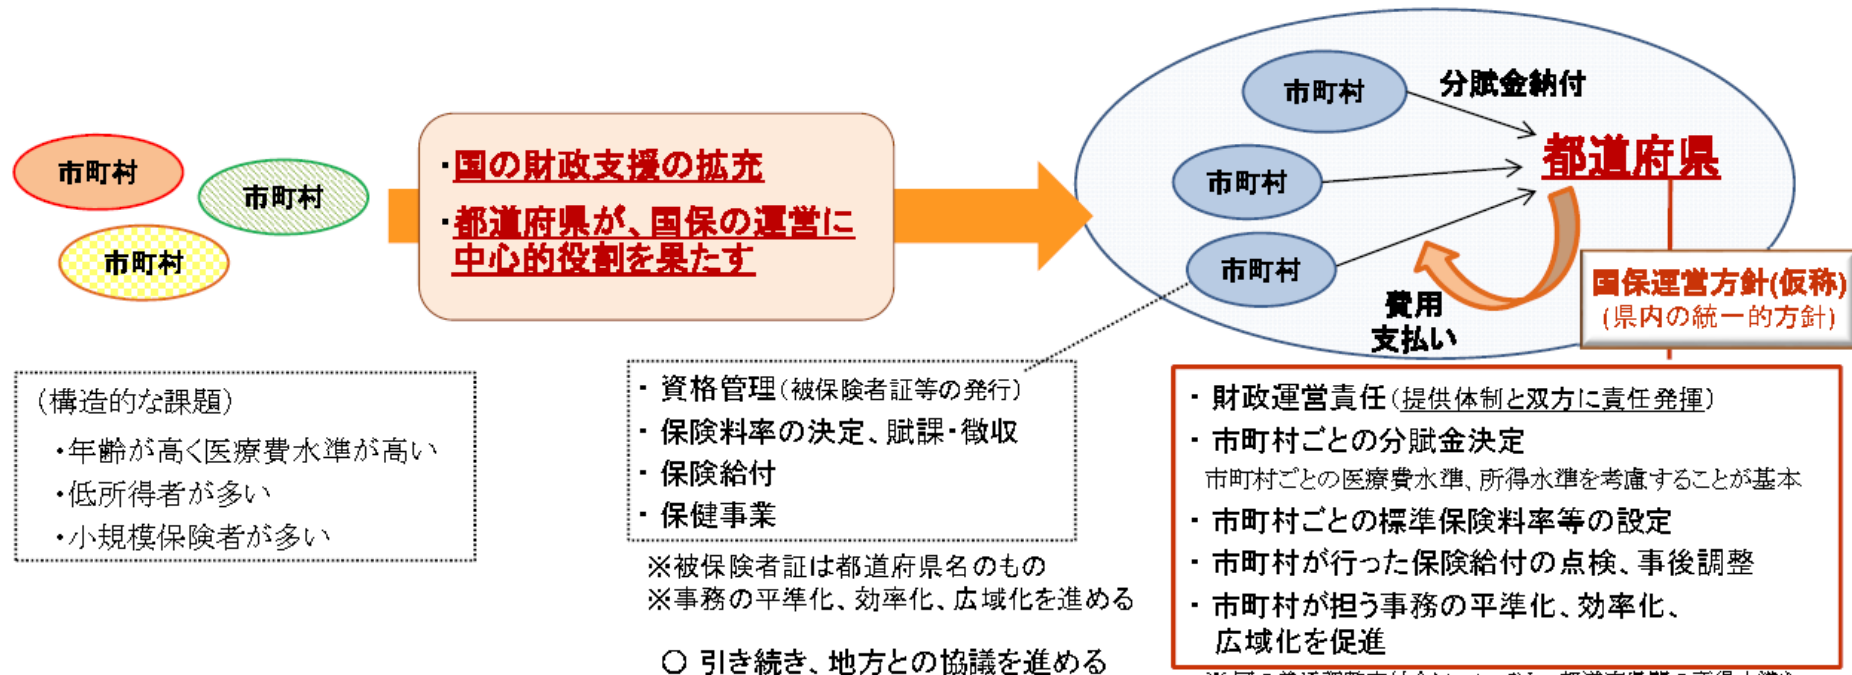 市町村
市町村
市町村
・国の財政支援の拡充
・都道府県が、国保の運営に
中心的役割を果たす
市町村
市町村
市町村
分賦金納付
都道府県
費用
支払い
国保運営方針(仮称)
(県内の統一的方針)
(構造的な課題)
・年齢が高く医療費水準が高い
・低所得者が多い
・小規模保険者が多い
・ 資格管理(被保険者証等の発行)
・ 保険料率の決定、賦課・徴収
・ 保険給付
・ 保健事業
※被保険者証は都道府県名のもの
※事務の平準化、効率化、広域化を進める
○ 引き続き、地方との協議を進める
・ 財政運営責任(提供体制と双方に責任発揮)
・ 市町村ごとの分賦金決定
市町村ごとの医療費水準、所得水準を考慮することが基本
・ 市町村ごとの標準保険料率等の設定
・ 市町村が行った保険給付の点検、事後調整
・ 市町村が担う事務の平準化、効率化、
広域化を促進